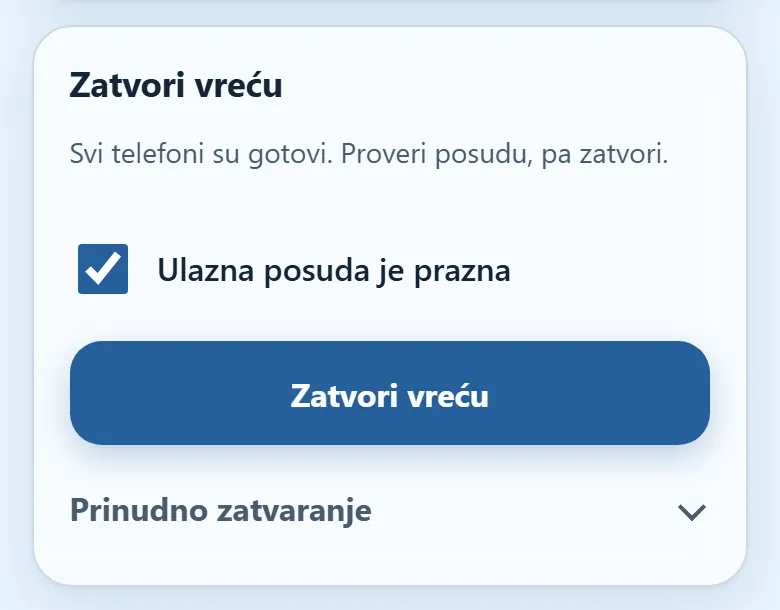 Zatvori vreću
Svi telefoni su gotovi. Proveri posudu, pa zatvori.
Ulazna posuda je prazna
Zatvori vreću
Prinudno zatvaranje